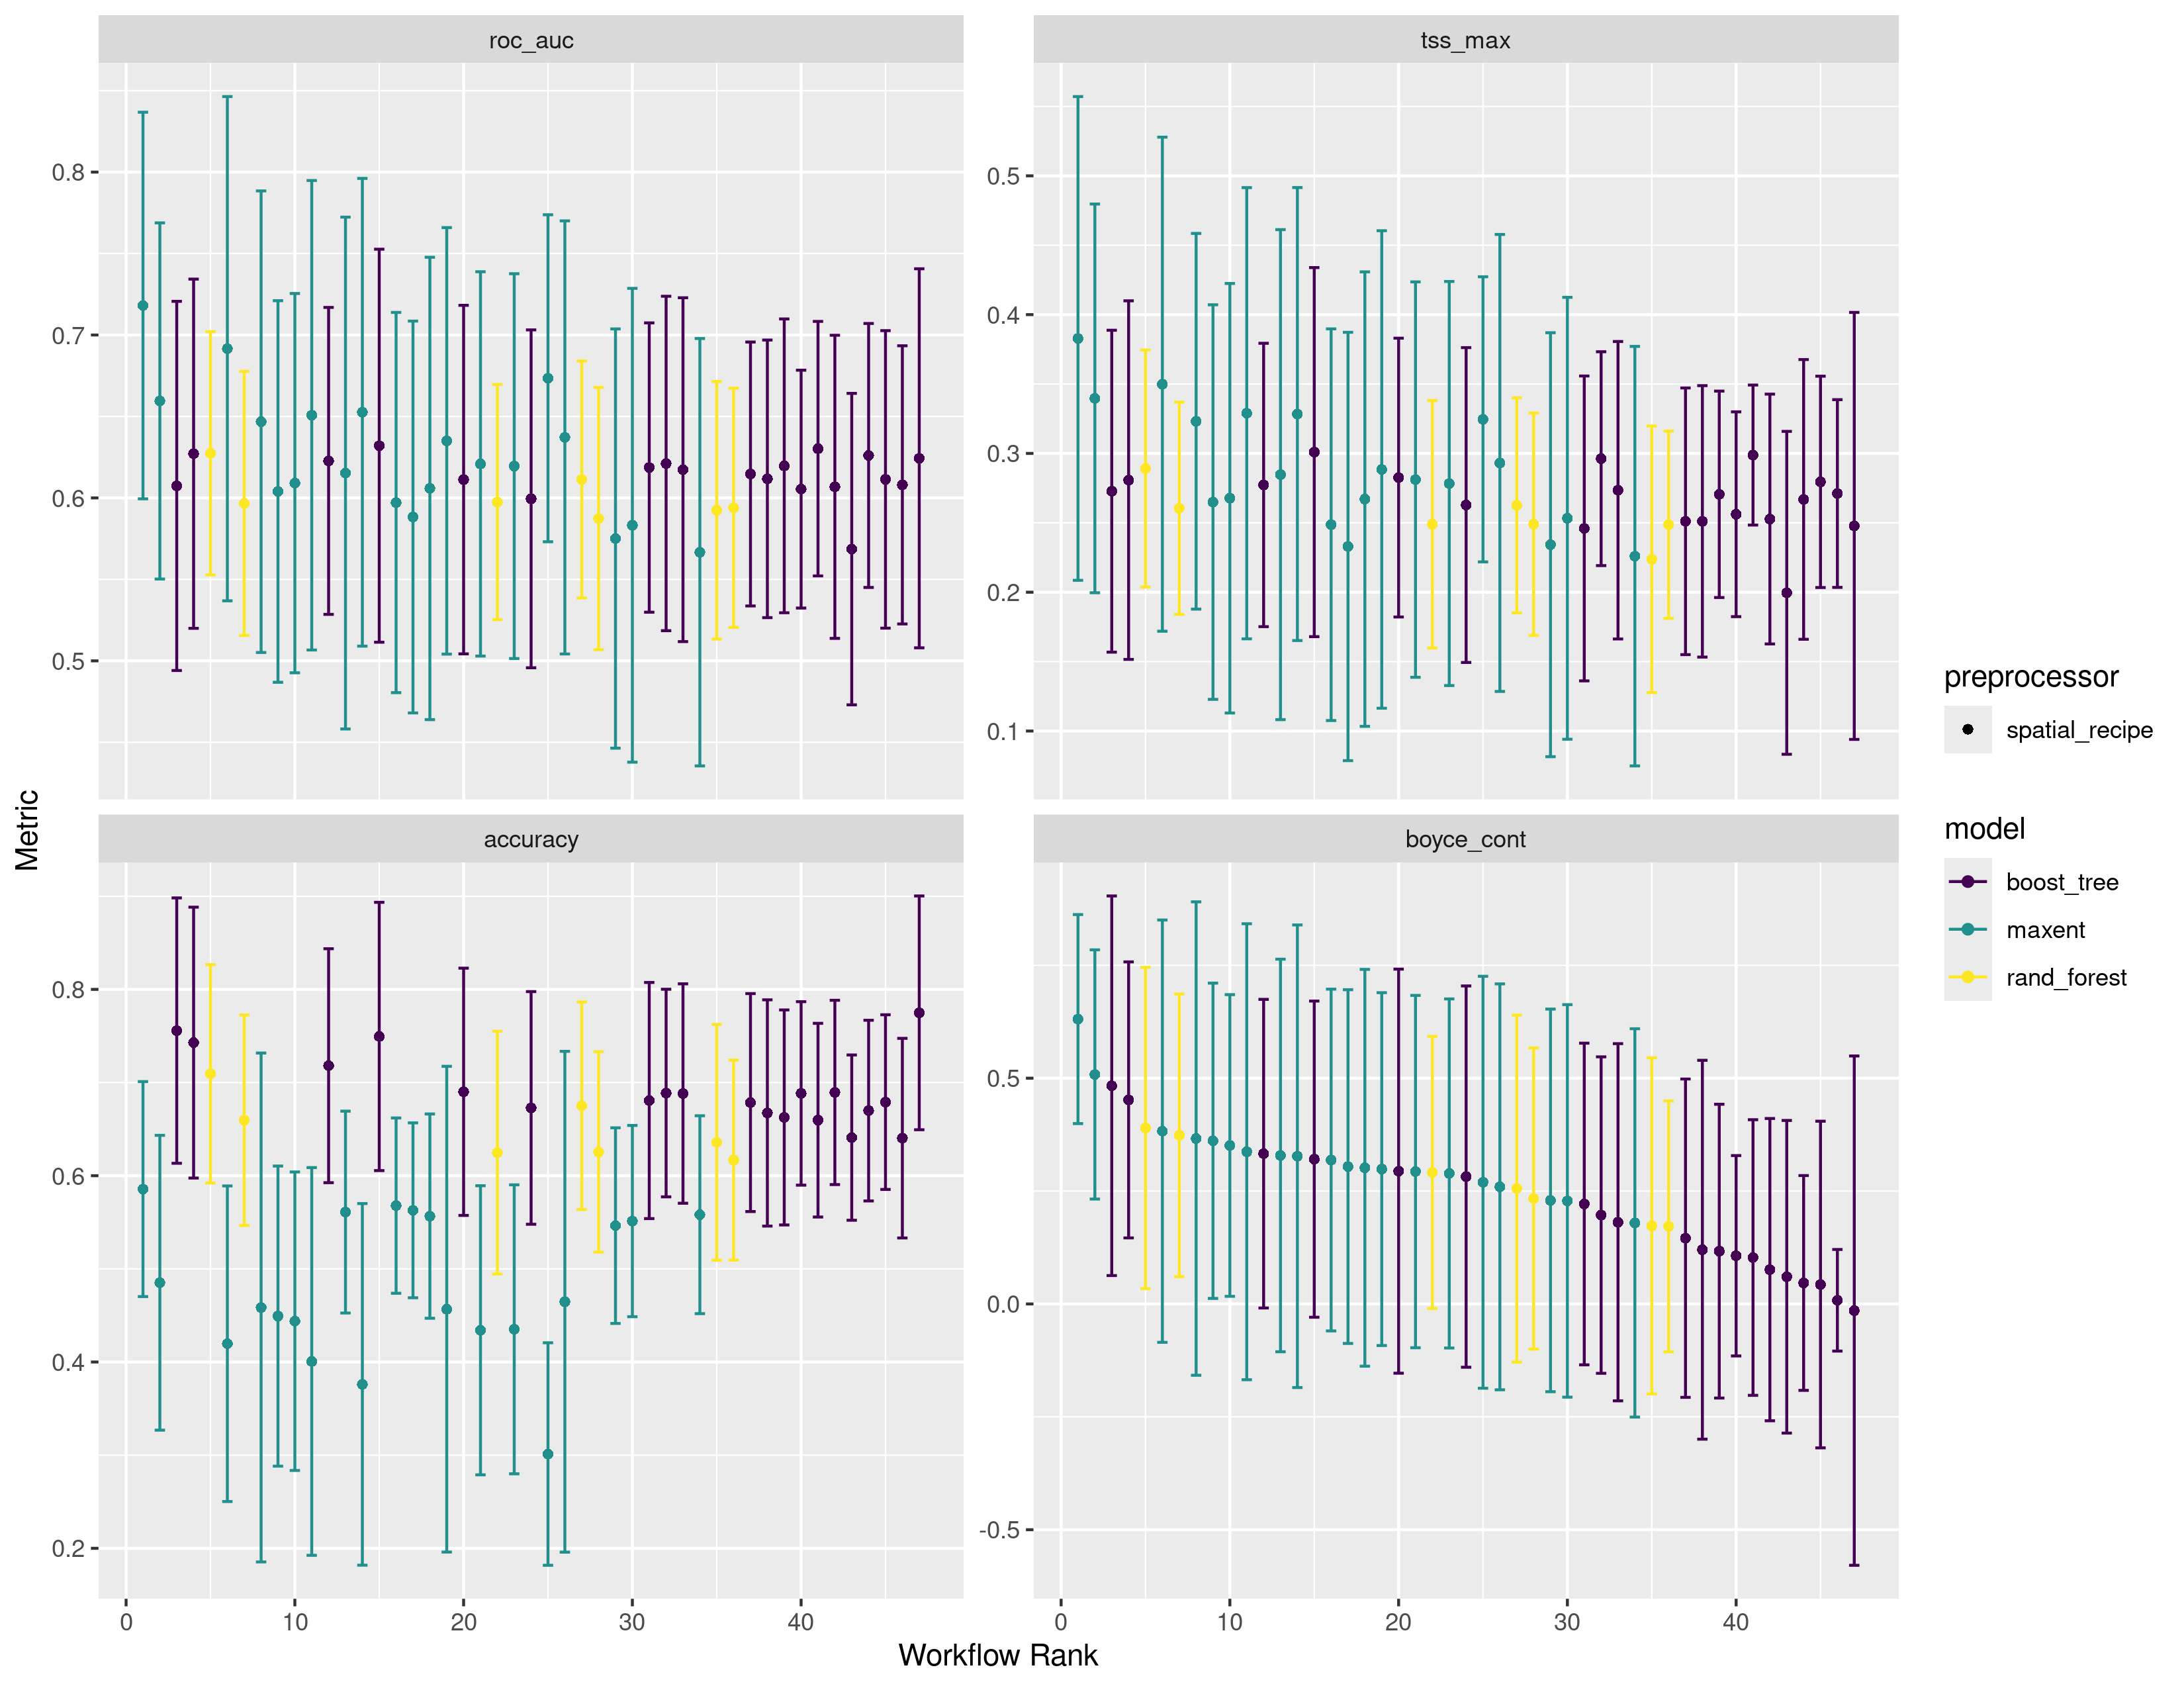 roc_auc
tss_max
0.8
0.7
0.6
0.5
0.5
0.4
0.3
0.2
0.1
Metric
accuracy
boyce_cont
0.8
0.6
0.4
0.2
0.5
0.0
-0.5
0 10 20 30 40
0 10 20 30 40
Workflow Rank
preprocessor
spatial_recipe
model
boost_tree
maxent
rand_forest